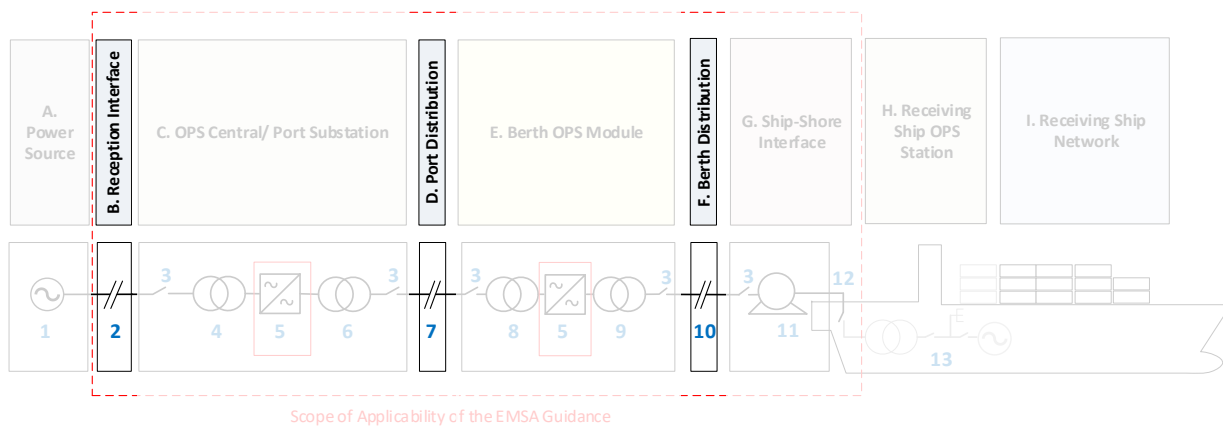 A.
Power
Source
B. Reception Interface
C. OPS Central/ Port Substation
D. Port Distribution
E. Berth OPS Module
F. Berth Distribution
G. Ship-Shore
Interface
H. Receiving
Ship OPS
Station
I. Receiving Ship
Network
1
2
3
4
5
6
3
7
3
8
5
9
3
10
3
11
12
13
Scope of Applicability of the EMSA Guidance